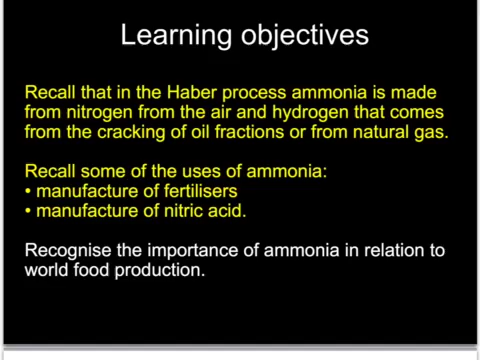 Learning objectives
Recall that in the Haber process ammonia is made
from nitrogen from the air and hydrogen that comes
from the cracking of oil fractions or from natural gas.
Recall some of the uses of ammonia:
• manufacture of fertilisers
• manufacture of nitric acid.
Recognise the importance of ammonia in relation to
world food production.